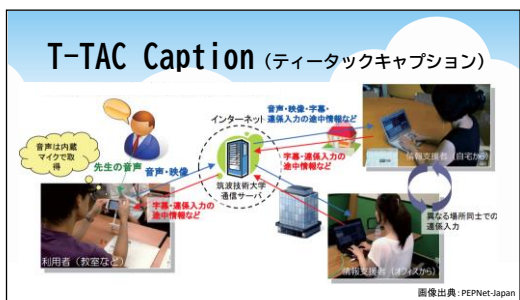 T-TAC Caption (ティータックキャプション)
音声・映像・字幕・
連係入力の途中情報など
インターネット
音声は内蔵
マイクで取
得
先生の音声
音声・映像
字幕・連係入力の
途中情報など
情報支援者(自宅から)
筑波技術大学
通信サーバ
字幕・連係入力の
途中情報など
異なる場所同士での
連係入力
利用者(教室など)
情報支援者(オフィスから)
画像出典:PEPNet-Japan